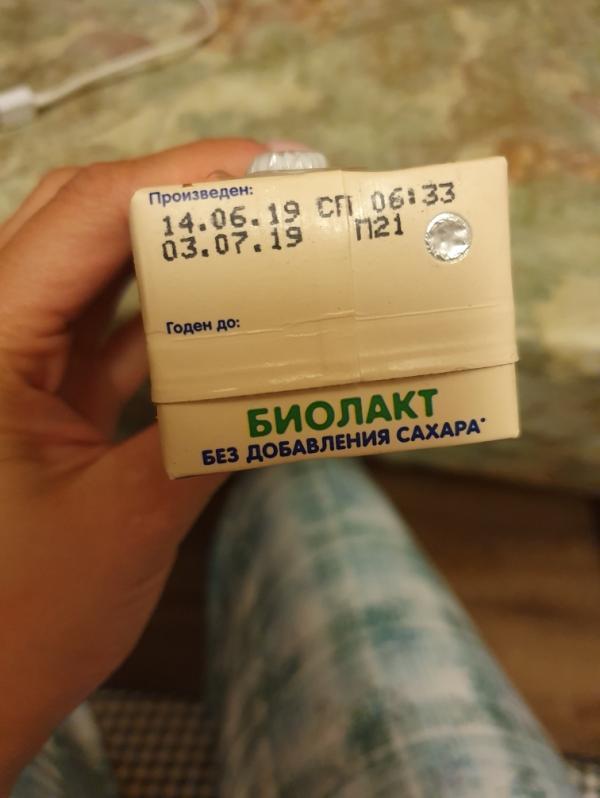 Произведен:
14.06.19 СП 06:33
03.07.19 П21
Годен до:
БИОЛАКТ
БЕЗ ДОБАВЛЕНИЯ САХАРА*